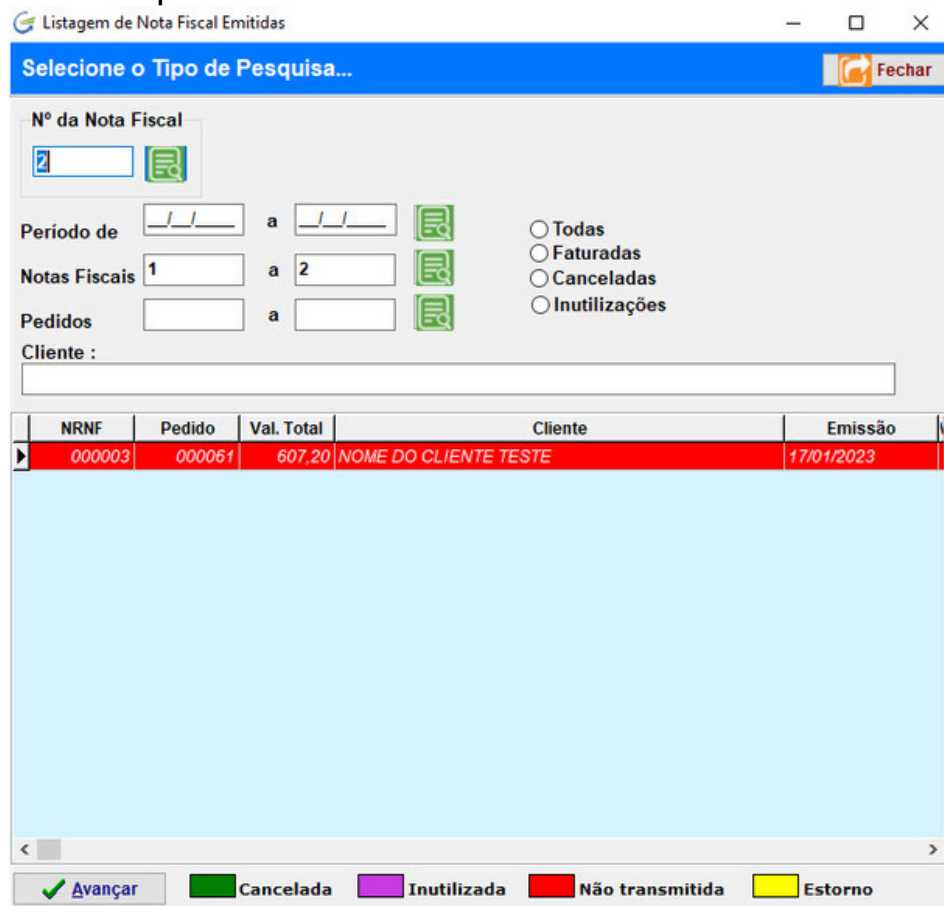 Listagem de Nota Fiscal Emitidas
Selecione o Tipo de Pesquisa...
Fechar
Nº da Nota Fiscal
2
Período de __/__/____ a __/__/____
Todas
Faturadas
Notas Fiscais 1 a 2
Canceladas
Inutilizações
Pedidos a
Cliente :
NRNF Pedido Val. Total Cliente Emissão
000003 000061 607,20 NOME DO CLIENTE TESTE 17/01/2023
Avançar Cancelada Inutilizada Não transmitida Estorno